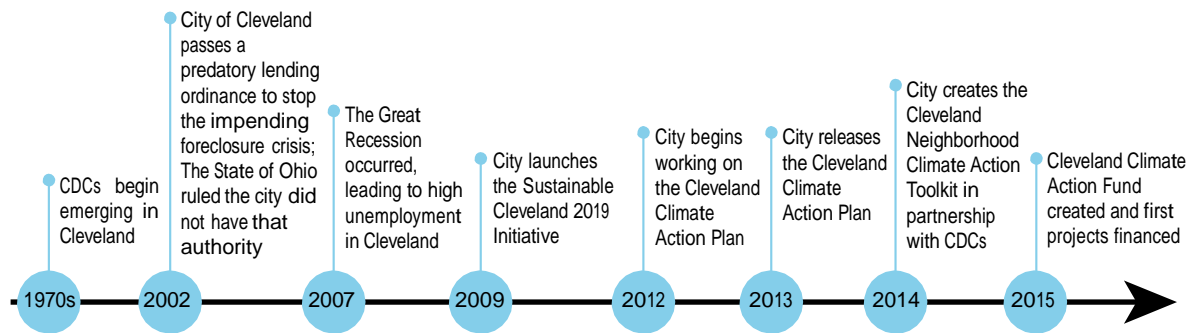 CDCs begin
emerging in
Cleveland
City of Cleveland
passes a
predatory lending
ordinance to stop
the impending
foreclosure crisis;
The State of Ohio
ruled the city did
not have that
authority
The Great
Recession
occurred,
leading to high
unemployment
in Cleveland
City launches
the Sustainable
Cleveland 2019
Initiative
City begins
working on
the Cleveland
Climate
Action Plan
City releases
the Cleveland
Climate
Action Plan
City creates the
Cleveland
Neighborhood
Climate Action
Toolkit in
partnership
with CDCs
Cleveland Climate
Action Fund
created and first
projects financed
1970s
2002
2007
2009
2012
2013
2014
2015